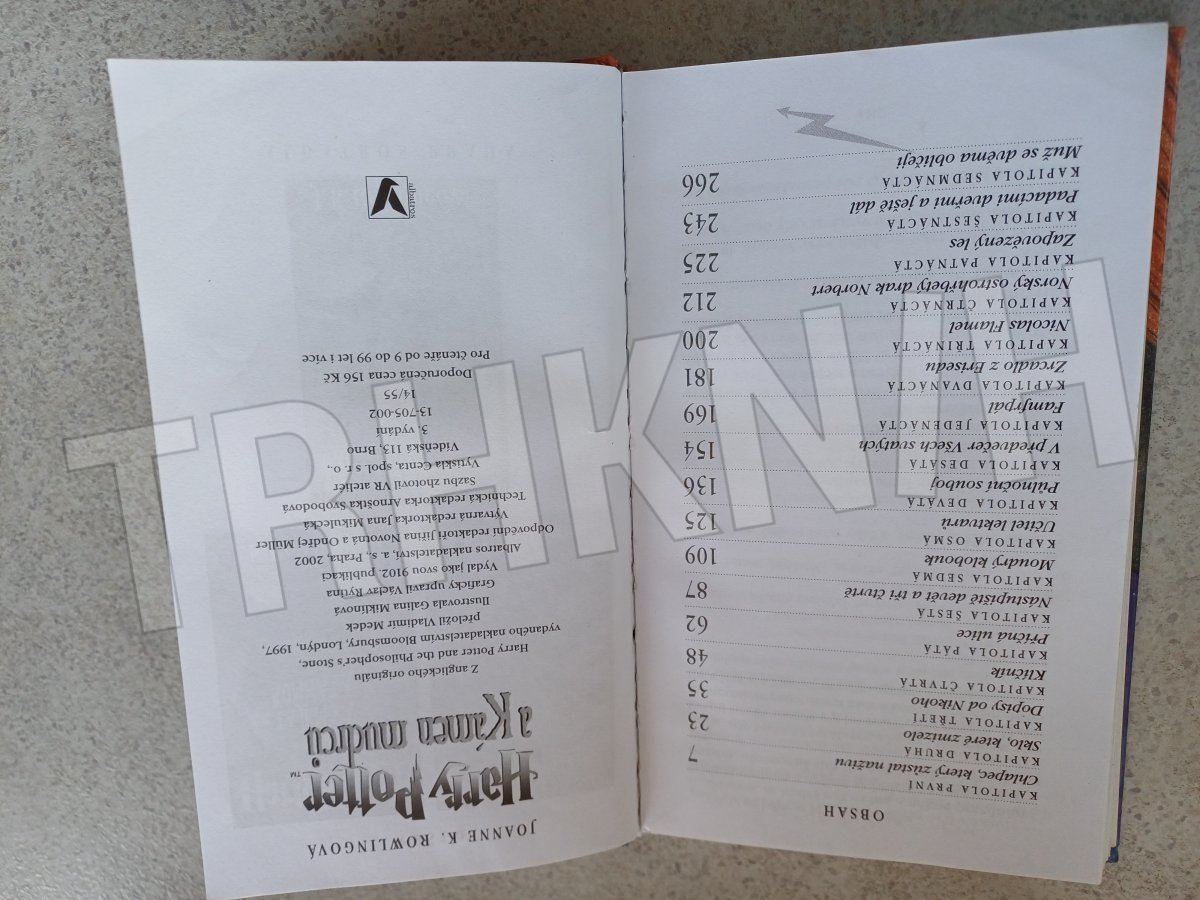 OBSAH
KAPITOLA PRVNÍ
Chlapec, který zůstal naživu 7
KAPITOLA DRUHÁ
Sklo, které zmizelo 23
KAPITOLA TŘETÍ
Dopisy od Nikoho 35
KAPITOLA ČTVRTÁ
Klíčník 48
KAPITOLA PÁTÁ
Příčná ulice 62
KAPITOLA ŠESTÁ
Nástupiště devět a tři čtvrtě 87
KAPITOLA SEDMÁ
Moudrý klobouk 109
KAPITOLA OSMÁ
Učitel lektvarů 125
KAPITOLA DEVÁTÁ
Půlnoční souboj 136
KAPITOLA DESÁTÁ
V předvečer Všech svatých 154
KAPITOLA JEDENÁCTÁ
Famfrpál 169
KAPITOLA DVANÁCTÁ
Zrcadlo z Erisedu 181
KAPITOLA TŘINÁCTÁ
Nicolas Flamel 200
KAPITOLA ČTRNÁCTÁ
Norský ostrohřbetý drak Norbert 212
KAPITOLA PATNÁCTÁ
Zapovězený les 225
KAPITOLA ŠESTNÁCTÁ
Padacími dveřmi a ještě dál 243
KAPITOLA SEDMNÁCTÁ
Muž se dvěma obličeji 266
JOANNE K. ROWLINGOVÁ
Harry Potter™
a Kámen mudrců
Z anglického originálu
Harry Potter and the Philosopher's Stone,
vydaného nakladatelstvím Bloomsbury, Londýn, 1997,
přeložil Vladimír Medek
Ilustrovala Galina Miklínová
Graficky upravil Václav Rytina
Vydal jako svou 9102. publikaci
Albatros nakladatelství, a. s., Praha, 2002
Odpovědní redaktoři Jiřina Novotná a Ondřej Müller
Výtvarná redaktorka Jana Mikulecká
Technická redaktorka Arnoštka Svobodová
Sazbu zhotovil VR atelier
Vytiskla Centa, spol. s r. o.,
Vídeňská 113, Brno
3. vydání
13-705-002
14/55
Doporučená cena 156 Kč
Pro čtenáře od 9 do 99 let i více
albatros
TRHKNIH